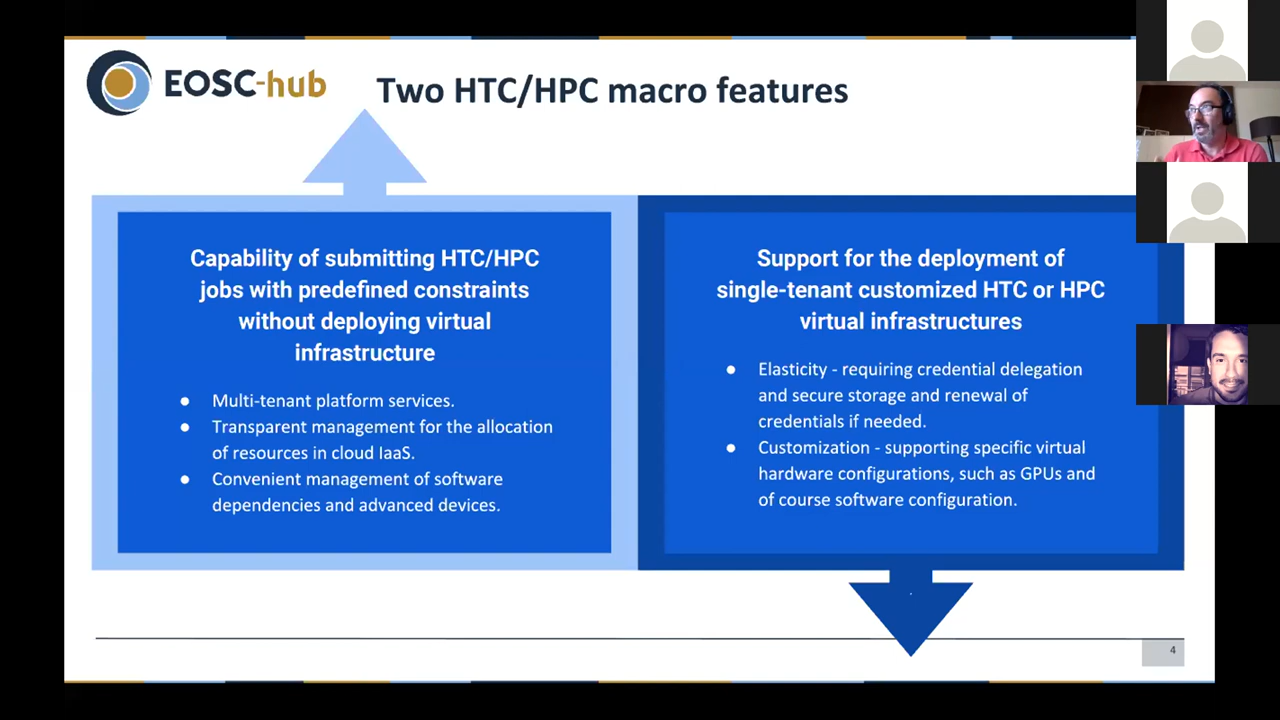 EOSC-hub
Two HTC/HPC macro features
Capability of submitting HTC/HPC
jobs with predefined constraints
without deploying virtual
infrastructure
● Multi-tenant platform services.
● Transparent management for the allocation
of resources in cloud IaaS.
● Convenient management of software
dependencies and advanced devices.
Support for the deployment of
single-tenant customized HTC or HPC
virtual infrastructures
● Elasticity - requiring credential delegation
and secure storage and renewal of
credentials if needed.
● Customization - supporting specific virtual
hardware configurations, such as GPUs and
of course software configuration.
4